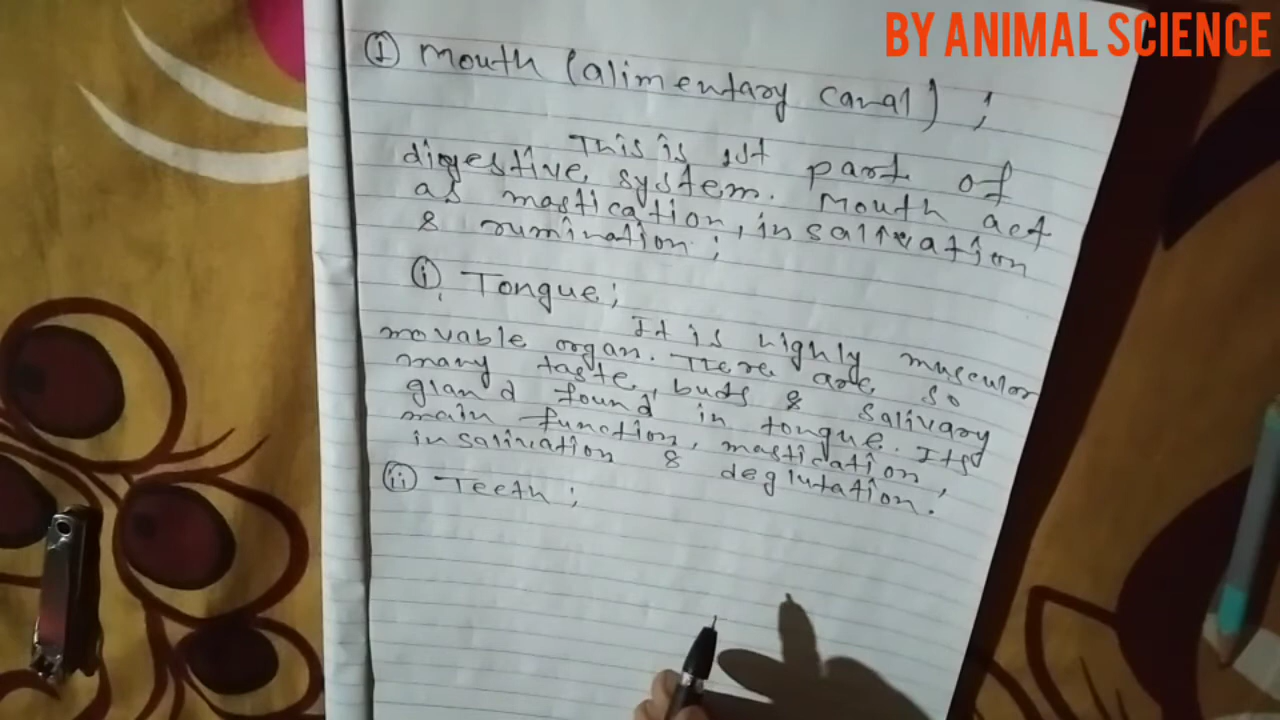 BY ANIMAL SCIENCE
① Mouth (alimentary canal) ;
This is 1st part of
digestive system. Mouth act
as mastication, insalivation
& rumination ;
(i) Tongue ;
It is highly muscular
movable organ. There are so
many taste buds & salivary
gland found in tongue. Its
main function, mastication,
insalivation & deglutation.
(ii) Teeth ;